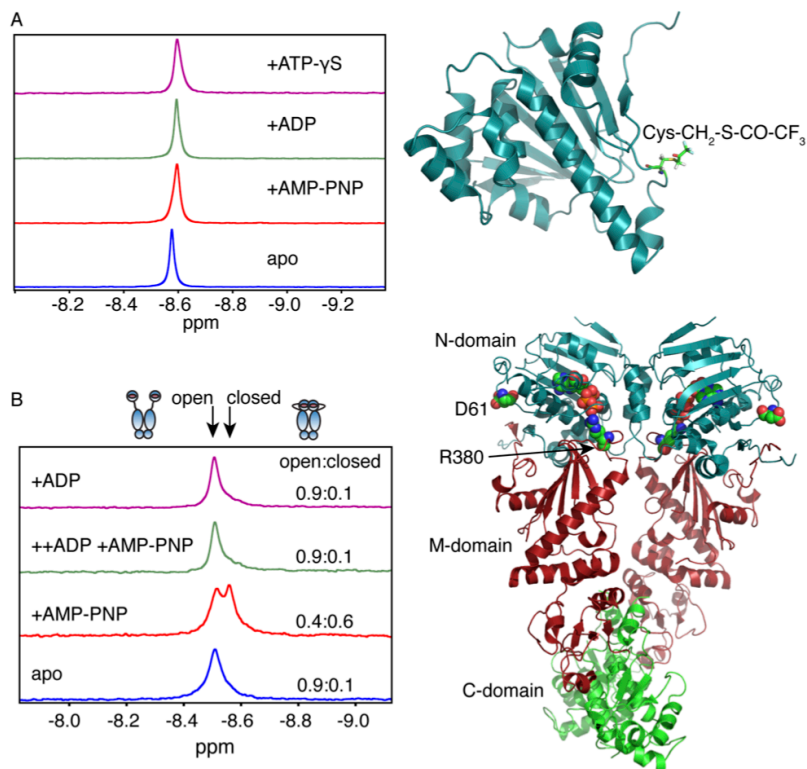 A
+ATP-γS
+ADP
+AMP-PNP
apo
-8.2 -8.4 -8.6 -8.8 -9.0 -9.2
ppm
Cys-CH2-S-CO-CF3
B
open closed
open:closed
+ADP
0.9:0.1
++ADP +AMP-PNP
0.9:0.1
+AMP-PNP
0.4:0.6
apo
0.9:0.1
-8.0 -8.2 -8.4 -8.6 -8.8 -9.0
ppm
N-domain
D61
R380
M-domain
C-domain